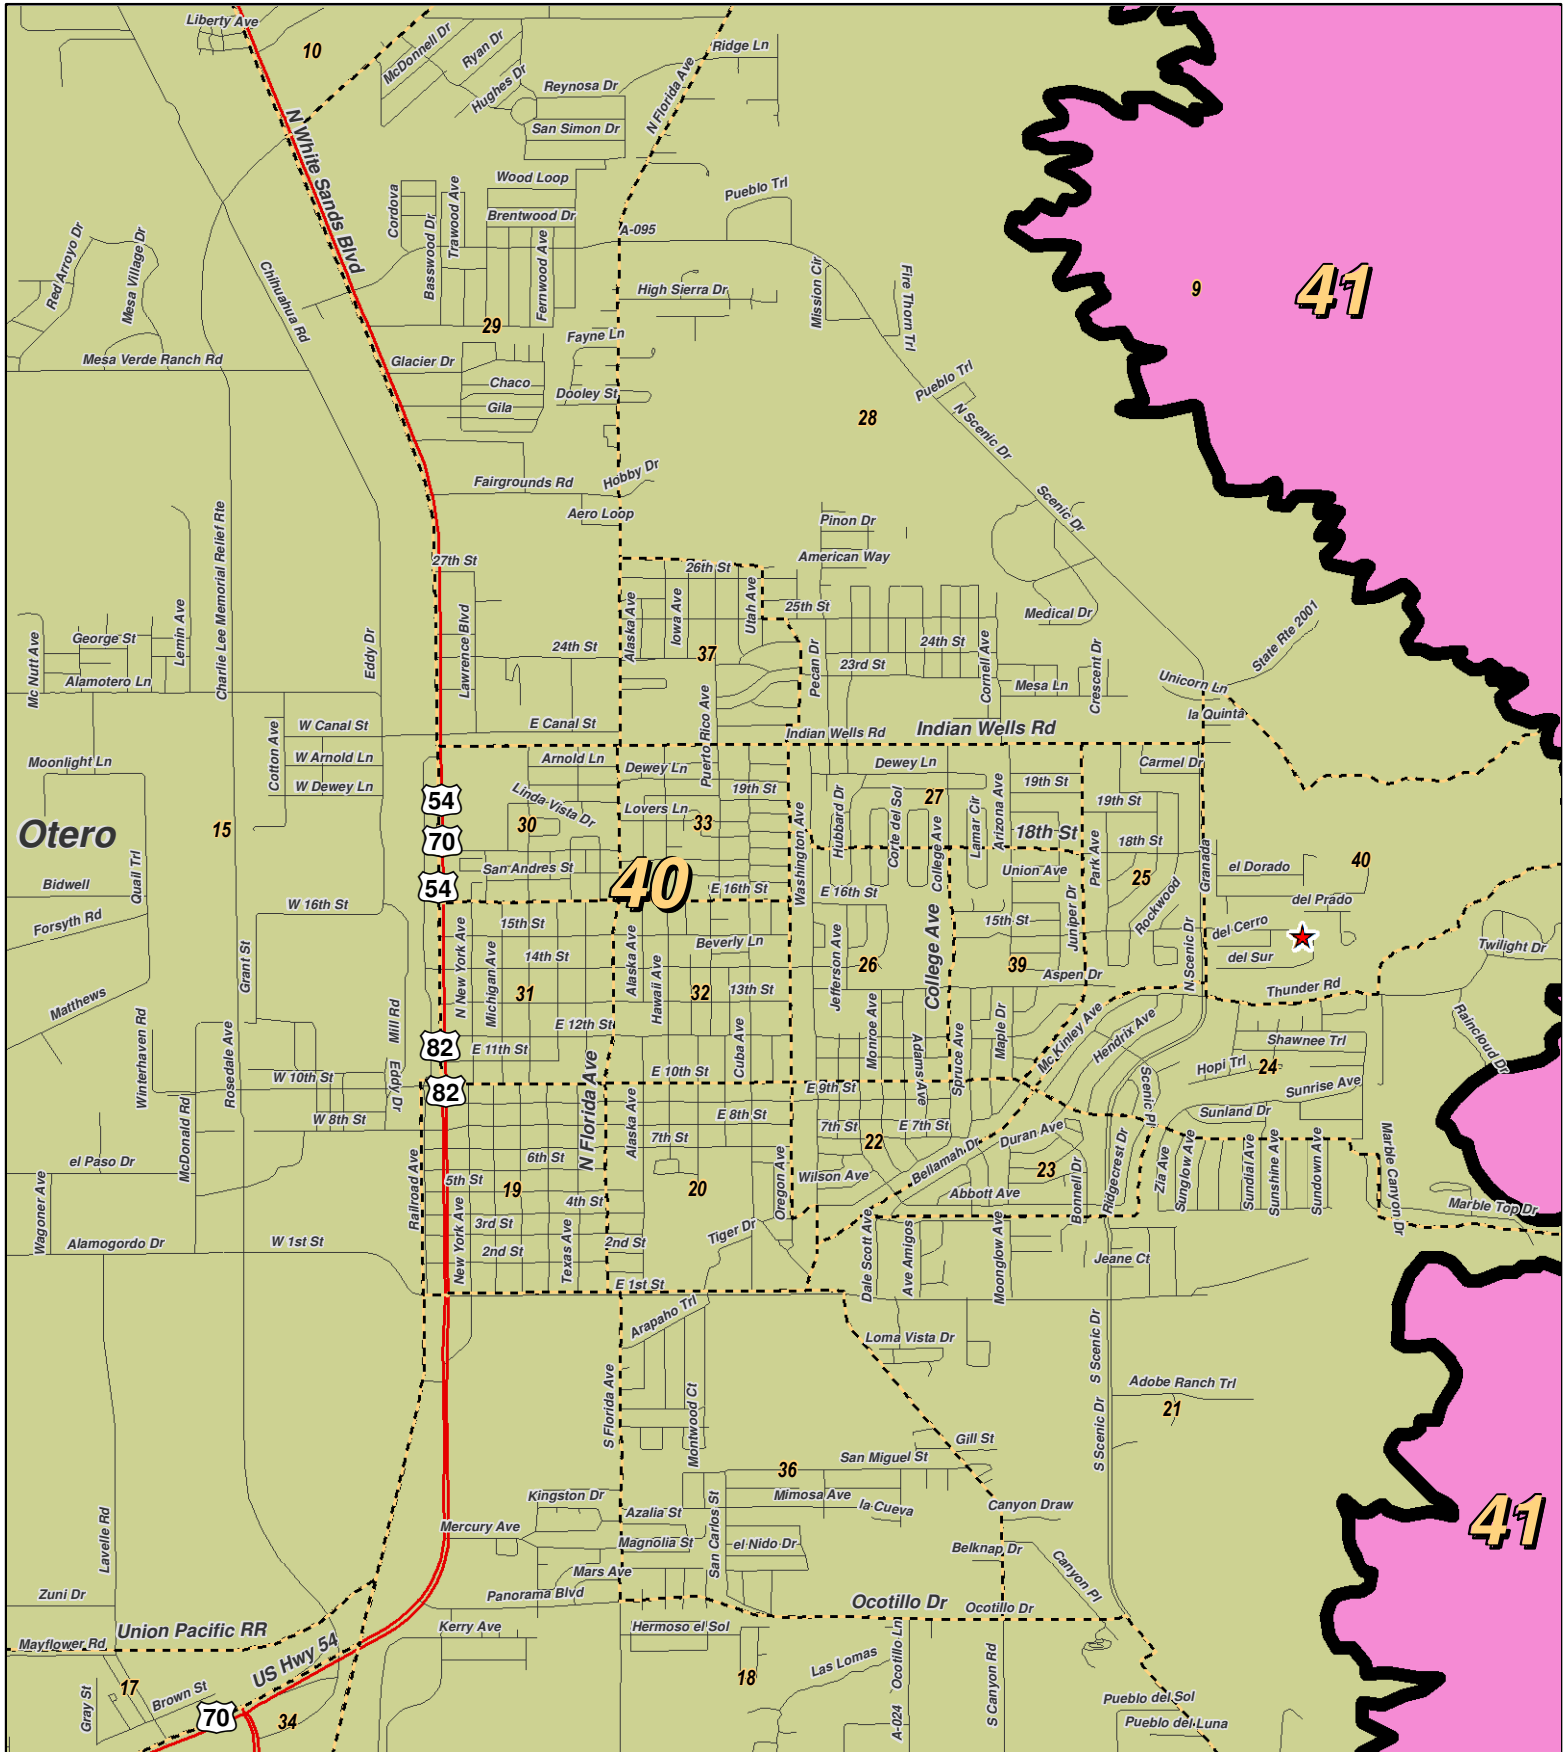 Liberty Ave
10
McDonnell Dr
Ryan Dr
Hughes Dr
Ridge Ln
Reynosa Dr
N Florida Ave
San Simon Dr
N White Sands Blvd
Wood Loop
Pueblo Trl
Cordova
Basswood Dr
Trawood Ave
Brentwood Dr
Fernwood Ave
A-095
Red Arroyo Dr
Mesa Village Dr
Chihuahua Rd
High Sierra Dr
Mission Cir
Fire Thorn Trl
9
41
29
Fayne Ln
Mesa Verde Ranch Rd
Glacier Dr
Chaco
Gila
Dooley St
Pueblo Trl
N Scenic Dr
28
Fairgrounds Rd
Hobby Dr
Aero Loop
Scenic Dr
Pinon Dr
American Way
27th St
26th St
Charlie Lee Memorial Relief Rte
Mc Nutt Ave
George St
Lemin Ave
Alamotero Ln
Eddy Dr
Lawrence Blvd
24th St
Alaska Ave
Iowa Ave
Utah Ave
37
25th St
Pecan Dr
24th St
23rd St
Medical Dr
Cornell Ave
Mesa Ln
Crescent Dr
State Rte 2001
Unicorn Ln
la Quinta
Cotton Ave
W Canal St
E Canal St
Puerto Rico Ave
Indian Wells Rd
Indian Wells Rd
Moonlight Ln
W Arnold Ln
W Dewey Ln
Arnold Ln
Dewey Ln
Dewey Ln
Carmel Dr
54
70
54
Otero
15
Linda Vista Dr
30
Lovers Ln
33
19th St
Washington Ave
Hubbard Dr
Corte del Sol
27
College Ave
Lamar Cir
Arizona Ave
19th St
18th St
19th St
18th St
Park Ave
Granada
el Dorado
40
San Andres St
40
E 16th St
E 16th St
Union Ave
25
Rockwood
del Prado
Bidwell
Quail Trl
Forsyth Rd
W 16th St
Grant St
15th St
N New York Ave
Michigan Ave
14th St
31
Alaska Ave
Hawaii Ave
Beverly Ln
32
13th St
Jefferson Ave
26
College Ave
15th St
39
Juniper Dr
Aspen Dr
N Scenic Dr
del Cerro
del Sur
Twilight Dr
Thunder Rd
Matthews
Winterhaven Rd
Rosedale Ave
Mill Rd
82
E 12th St
E 11th St
N Florida Ave
Cuba Ave
E 10th St
Monroe Ave
Adams Ave
Spruce Ave
Maple Dr
Mc Kinley Ave
Hendrix Ave
Scenic Pl
Shawnee Trl
Hopi Trl
24
Raincloud Dr
Sunrise Ave
W 10th St
Eddy Dr
82
E 9th St
W 8th St
McDonald Rd
Alaska Ave
E 8th St
7th St
7th St
E 7th St
22
Duran Ave
Sunland Dr
el Paso Dr
Wagoner Ave
Railroad Ave
6th St
5th St
19
4th St
20
Oregon Ave
Wilson Ave
Bellamah Dr
23
Abbott Ave
Bonnell Dr
Ridgecrest Dr
Zia Ave
Sunglow Ave
Sundial Ave
Sunshine Ave
Sundown Ave
Marble Canyon Dr
Marble Top Dr
Alamogordo Dr
W 1st St
New York Ave
3rd St
2nd St
Texas Ave
2nd St
Tiger Dr
Dale Scott Ave
Ave Amigos
Moonglow Ave
Jeane Ct
E 1st St
Arapaho Trl
Loma Vista Dr
S Scenic Dr
S Florida Ave
Montwood Ct
Adobe Ranch Trl
21
S Scenic Dr
Gill St
San Miguel St
36
Lavelle Rd
Kingston Dr
Mercury Ave
Azalia St
San Carlos St
Mimosa Ave
la Cueva
Canyon Draw
41
Magnolia St
el Nido Dr
Belknap Dr
Canyon Pl
Mars Ave
Zuni Dr
Panorama Blvd
Ocotillo Dr
Ocotillo Dr
Union Pacific RR
Mayflower Rd
Kerry Ave
Hermoso el Sol
US Hwy 54
Las Lomas
Ocotillo Ln
A-024
S Canyon Rd
17
Gray St
Brown St
70
34
18
Pueblo del Sol
Pueblo del Luna